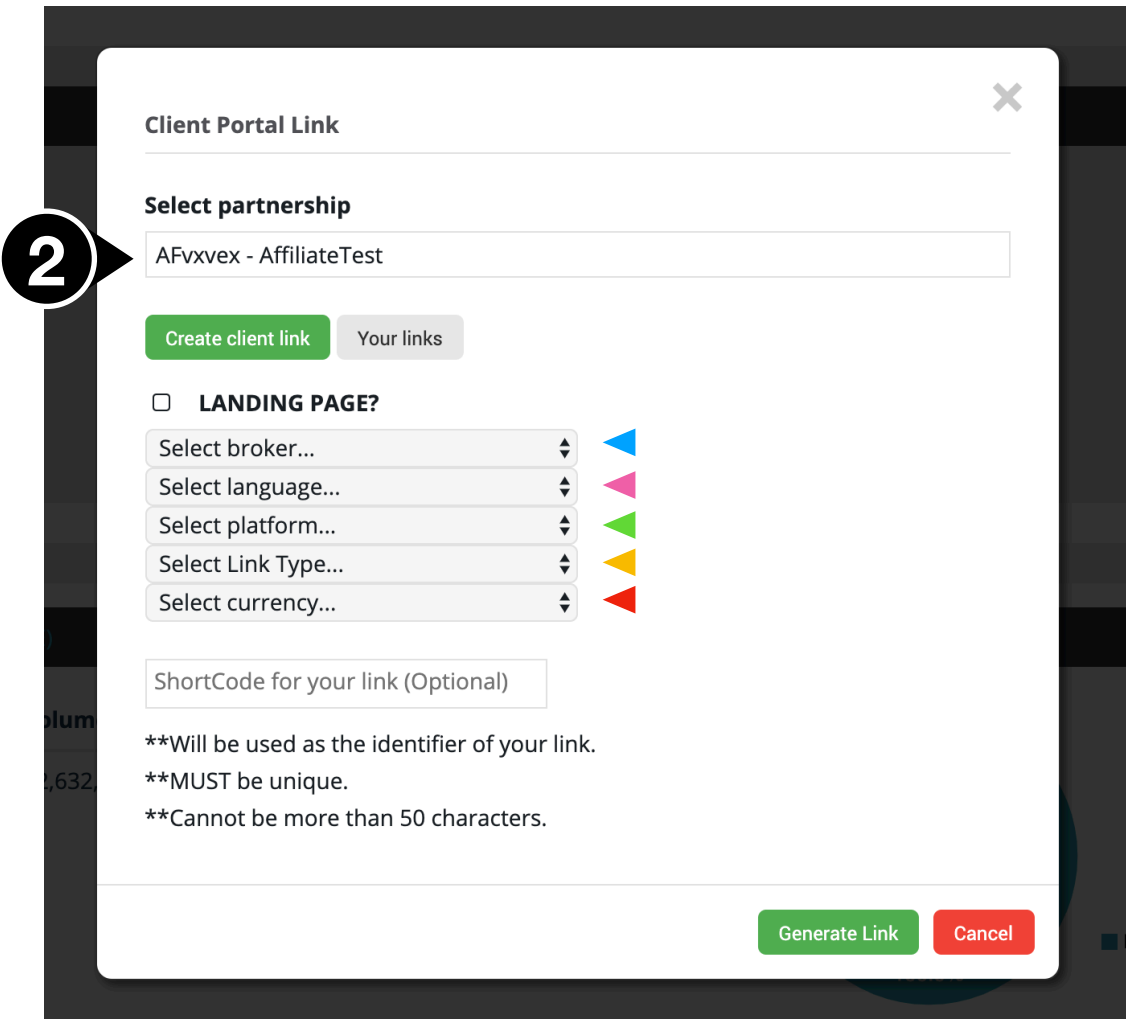 Client Portal Link
Select partnership
2
AFvxvex - AffiliateTest
Create client link
Your links
LANDING PAGE?
Select broker...
Select language...
Select platform...
Select Link Type...
Select currency...
ShortCode for your link (Optional)
**Will be used as the identifier of your link.
**MUST be unique.
**Cannot be more than 50 characters.
Generate Link
Cancel